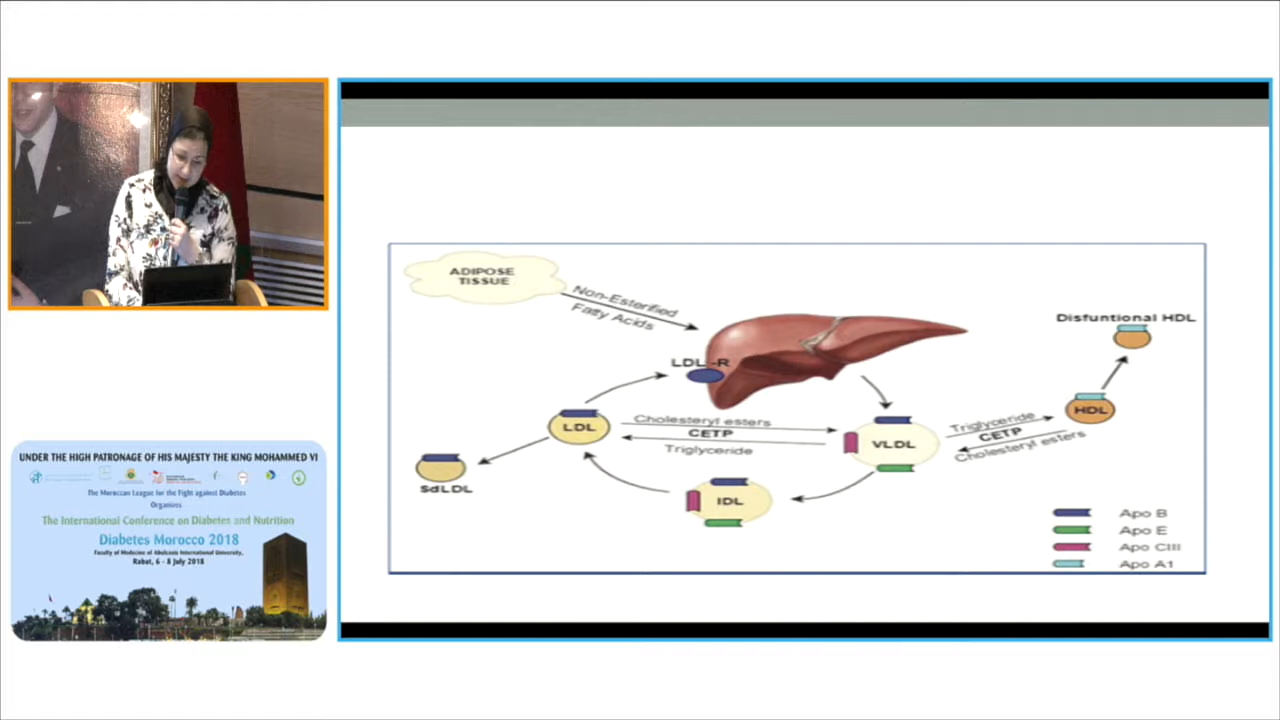 ADIPOSE
TISSUE
Non-Esterified
Fatty Acids
Disfuntional HDL
LDL -R
HDL
LDL
Cholesteryl esters
CETP
Triglyceride
VLDL
Triglyceride
CETP
Cholesteryl esters
SdLDL
IDL
Apo B
Apo E
Apo CIII
Apo A1
UNDER THE HIGH PATRONAGE OF HIS MAJESTY THE KING MOHAMMED VI
The Moroccan League for the Fight against Diabetes
Organizes
The International Conference on Diabetes and Nutrition
Diabetes Morocco 2018
Faculty of Medicine of Abulcasis International University,
Rabat, 6 - 8 July 2018